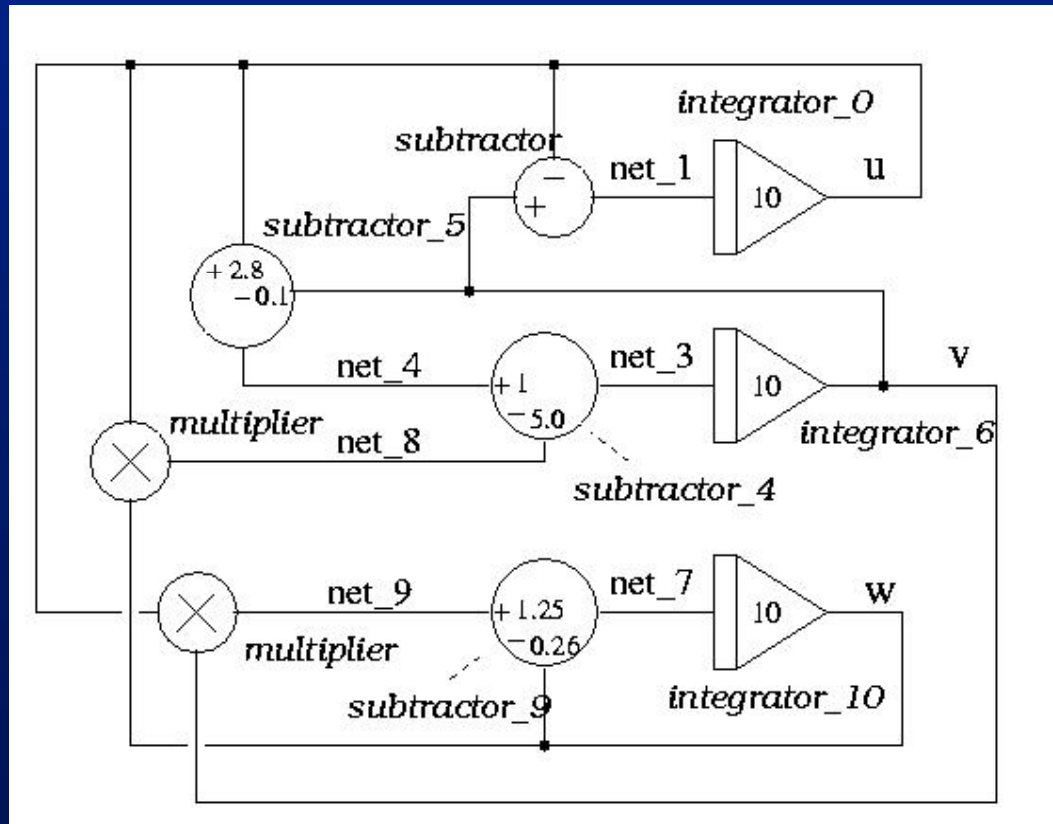 integrator_0
subtractor
net_1
u
−
+
10
subtractor_5
+ 2.8
−0.1
net_4
net_3
v
+1
−5.0
10
multiplier
net_8
integrator_6
subtractor_4
net_9
net_7
w
+1.25
−0.26
10
multiplier
subtractor_9
integrator_10